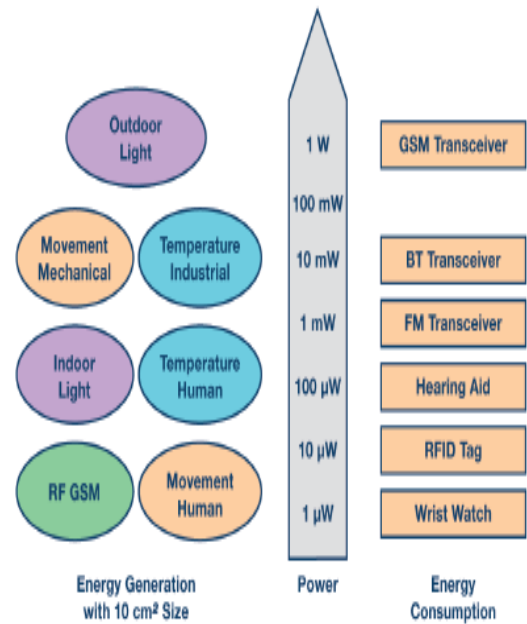 Outdoor
Light
1 W
GSM Transceiver
100 mW
Movement
Mechanical
Temperature
Industrial
10 mW
BT Transceiver
1 mW
FM Transceiver
Indoor
Light
Temperature
Human
100 µW
Hearing Aid
10 µW
RFID Tag
RF GSM
Movement
Human
1 µW
Wrist Watch
Energy Generation
with 10 cm² Size
Power
Energy
Consumption